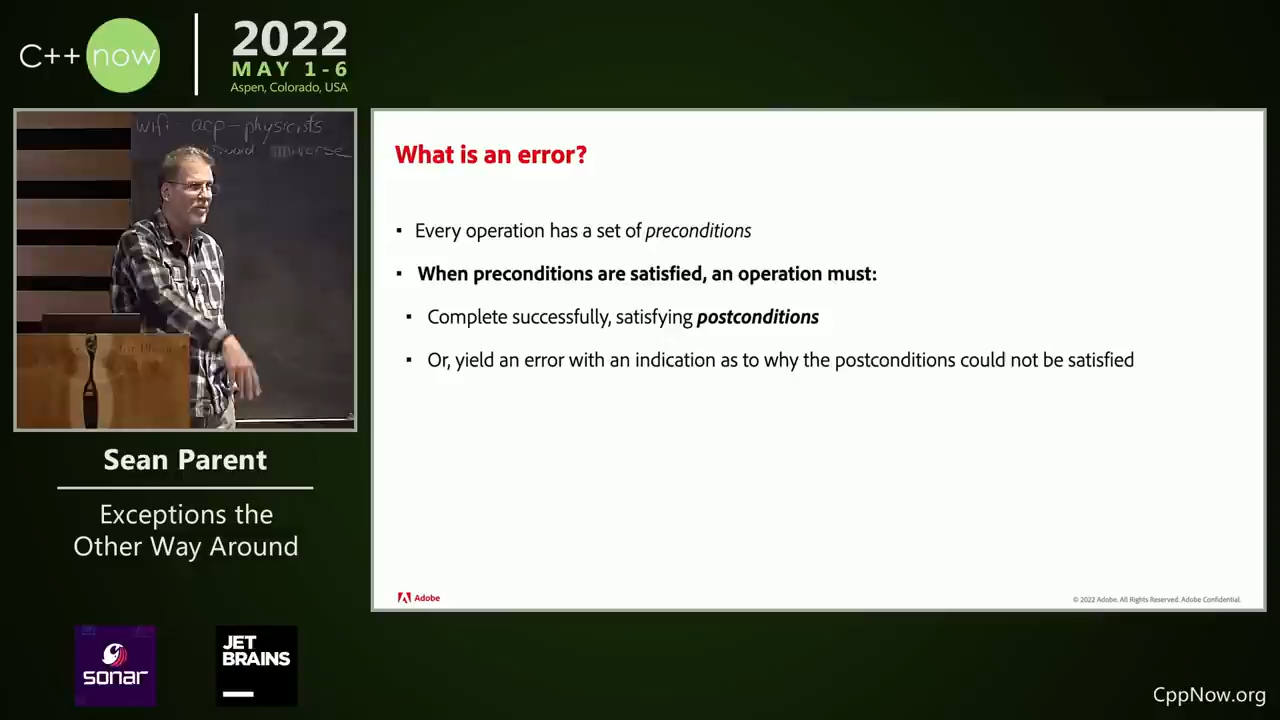 C++ now
2022
MAY 1-6
Aspen, Colorado, USA
wifi - acp-physicists
universe
Sean Parent
Exceptions the
Other Way Around
sonar
JET
BRAINS
What is an error?
▪ Every operation has a set of preconditions
▪ When preconditions are satisfied, an operation must:
▪ Complete successfully, satisfying postconditions
▪ Or, yield an error with an indication as to why the postconditions could not be satisfied
Adobe
© 2022 Adobe. All Rights Reserved. Adobe Confidential.
CppNow.org